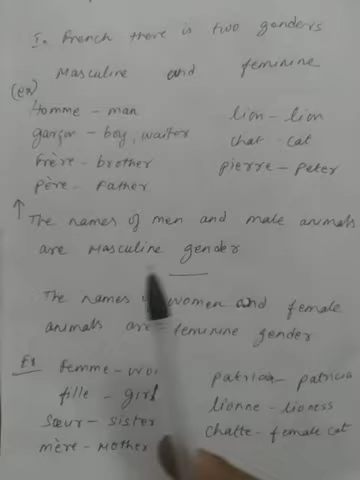 In French there is two genders
Masculine and feminine
(ex)
Homme - man
lion - lion
garçon - boy, waiter
chat - cat
frère - brother
pierre - Peter
père - Father
The names of men and male animals
are Masculine gender
The names women and female
animals are feminine gender
Ex
Femme -
Patricia - patricia
fille - girl
lionne - lioness
Sœur - sister
chatte - female cat
mère - Mother